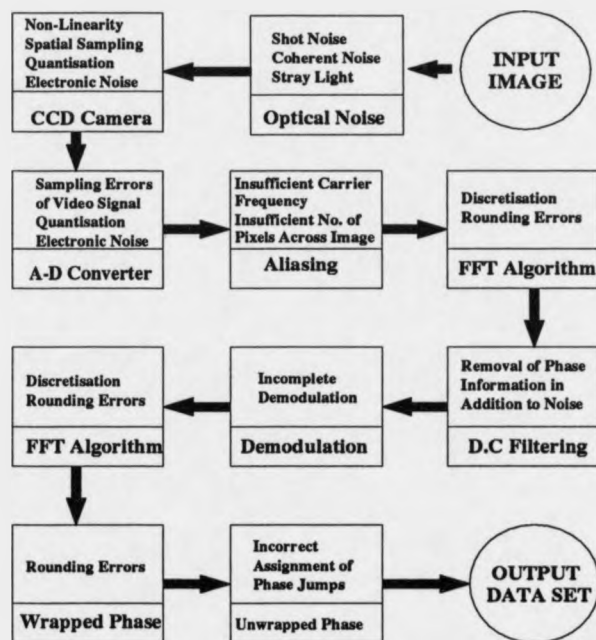 INPUT
IMAGE
Shot Noise
Coherent Noise
Stray Light
Optical Noise
Non-Linearity
Spatial Sampling
Quantisation
Electronic Noise
CCD Camera
Sampling Errors
of Video Signal
Quantisation
Electronic Noise
A-D Converter
Insufficient Carrier
Frequency
Insufficient No. of
Pixels Across Image
Aliasing
Discretisation
Rounding Errors
FFT Algorithm
Removal of Phase
Information in
Addition to Noise
D.C Filtering
Incomplete
Demodulation
Demodulation
Discretisation
Rounding Errors
FFT Algorithm
Rounding Errors
Wrapped Phase
Incorrect
Assignment of
Phase Jumps
Unwrapped Phase
OUTPUT
DATA SET